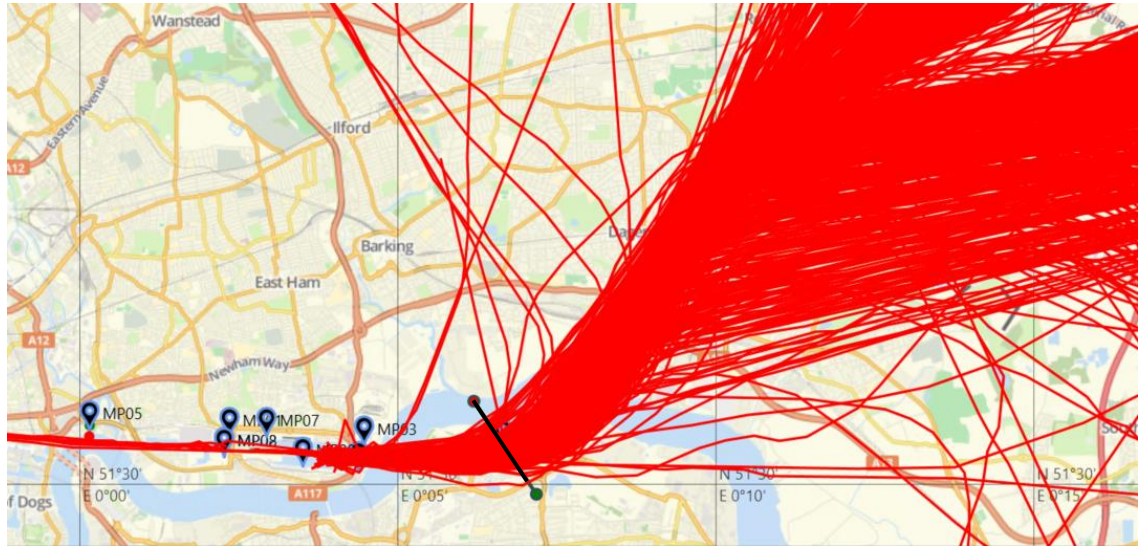 Wanstead
Eastern Avenue
A12
Ilford
Barking
East Ham
A12
Newham Way
MP05
MP07
MP03
MP08
N 51°30'
E 0°00'
of Dogs
A117
E 0°05'
N 51°30'
E 0°10'
N 51°30'
E 0°15'